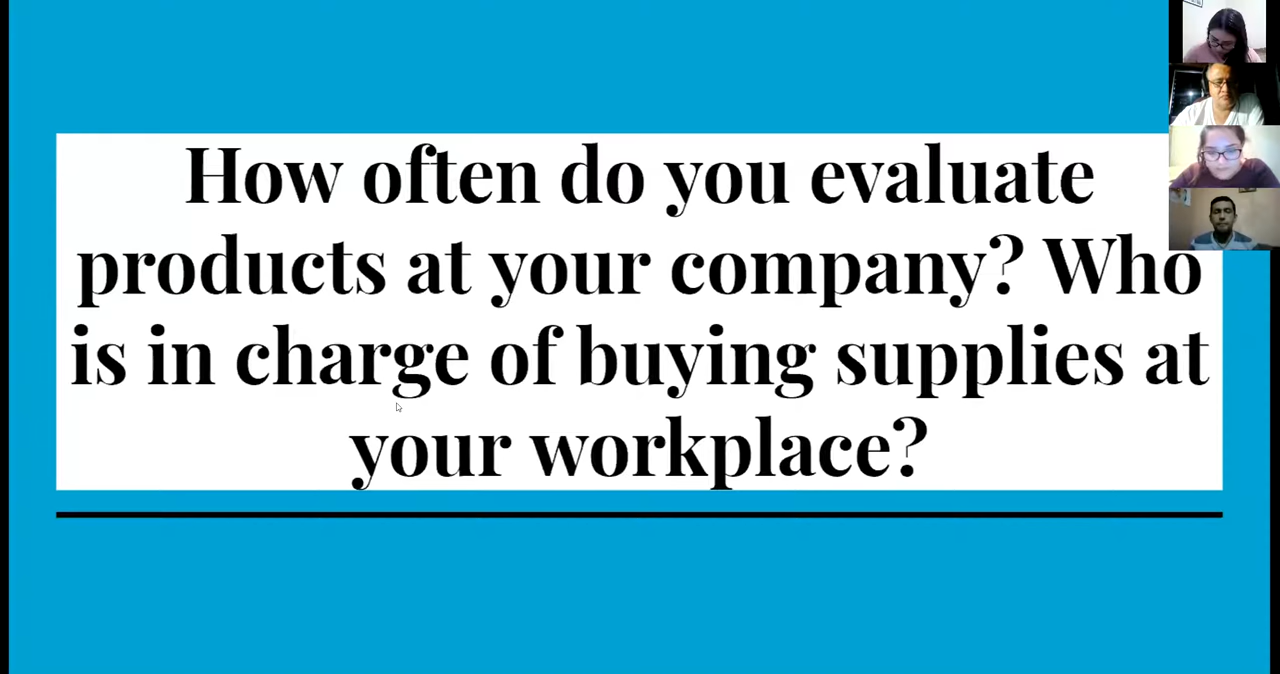 How often do you evaluate
products at your company? Who
is in charge of buying supplies at
your workplace?